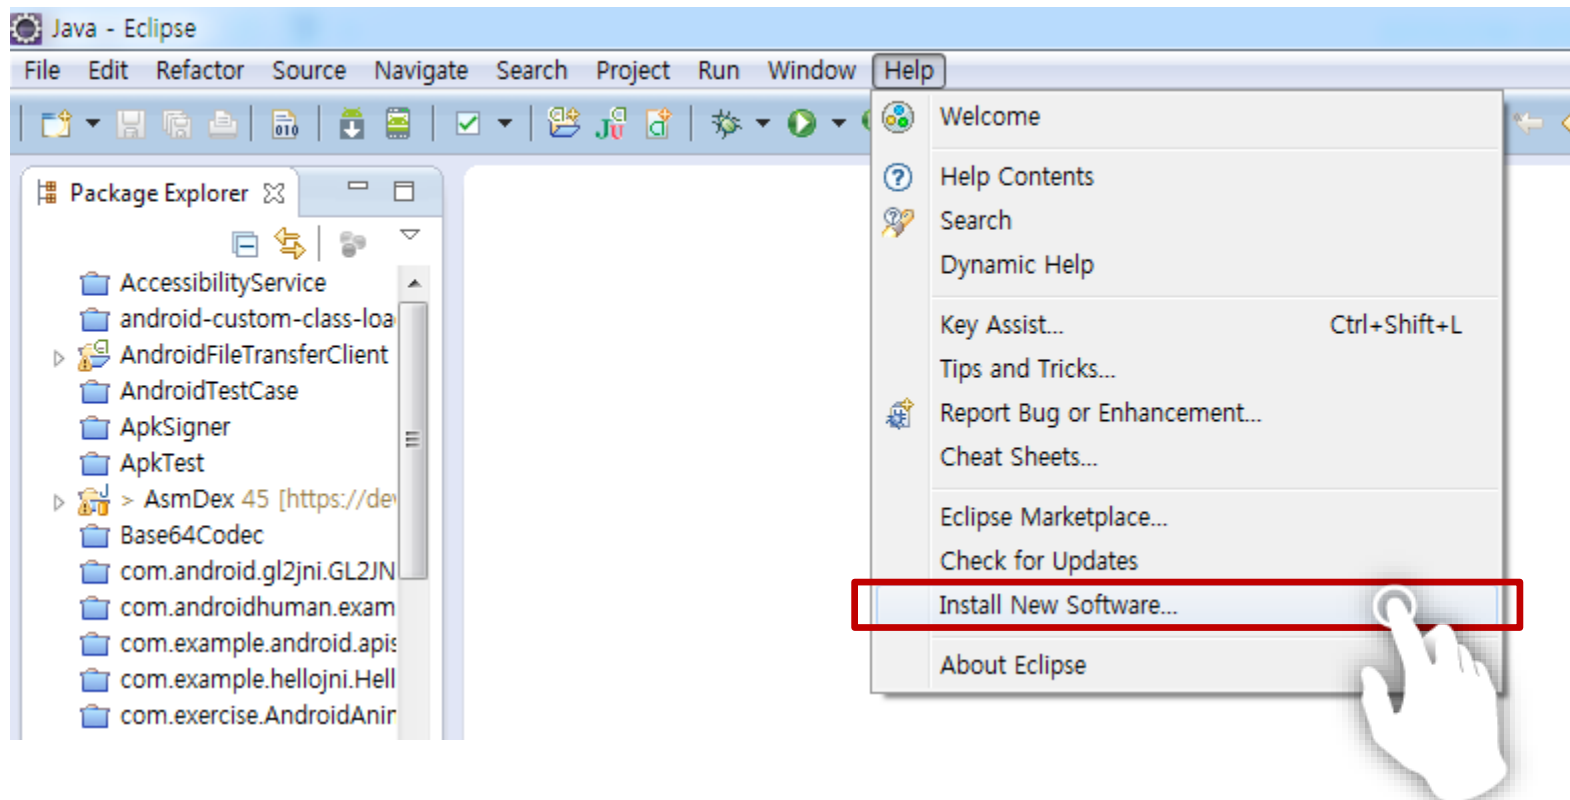 Java - Eclipse
File Edit Refactor Source Navigate Search Project Run Window Help
010
Package Explorer
AccessibilityService
android-custom-class-loa
AndroidFileTransferClient
AndroidTestCase
ApkSigner
ApkTest
> AsmDex 45 [https://dev
Base64Codec
com.android.gl2jni.GL2JN
com.androidhuman.exam
com.example.android.apis
com.example.hellojni.Hell
com.exercise.AndroidAnim
Welcome
Help Contents
Search
Dynamic Help
Key Assist... Ctrl+Shift+L
Tips and Tricks...
Report Bug or Enhancement...
Cheat Sheets...
Eclipse Marketplace...
Check for Updates
Install New Software...
About Eclipse